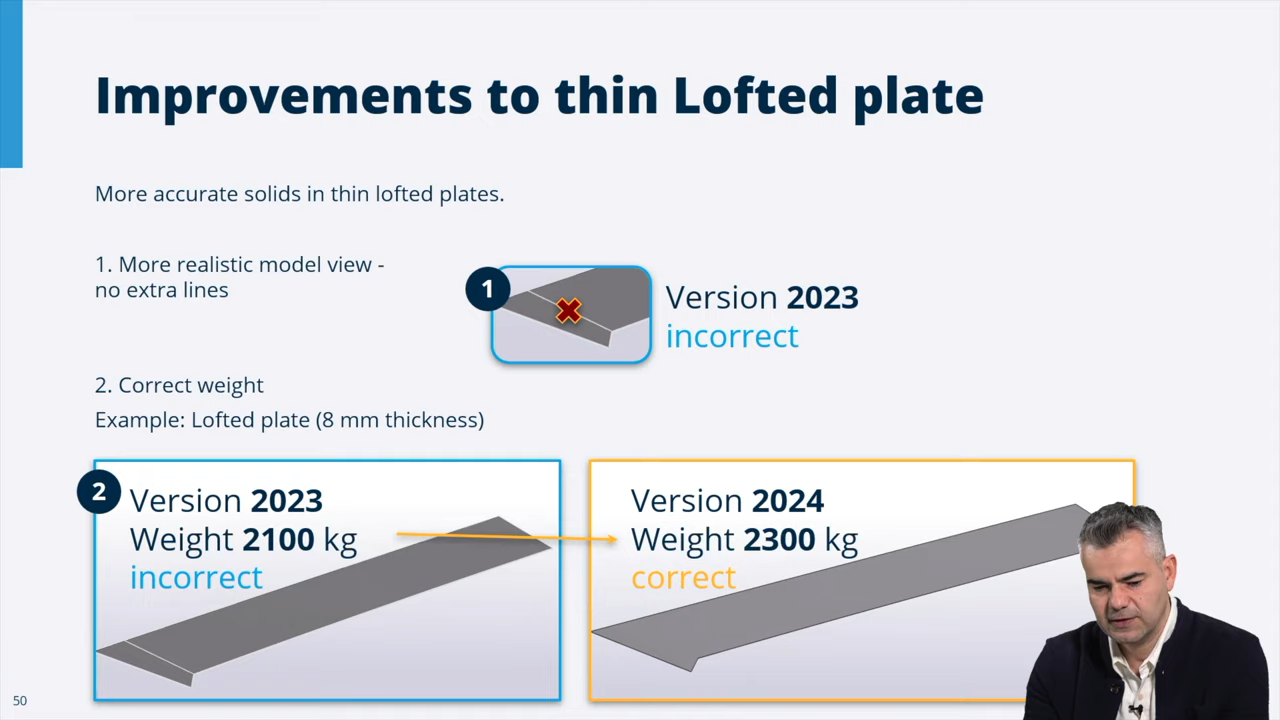 Improvements to thin Lofted plate
More accurate solids in thin lofted plates.
1. More realistic model view -
no extra lines
1
Version 2023
incorrect
2. Correct weight
Example: Lofted plate (8 mm thickness)
2
Version 2023
Weight 2100 kg
incorrect
Version 2024
Weight 2300 kg
correct
50